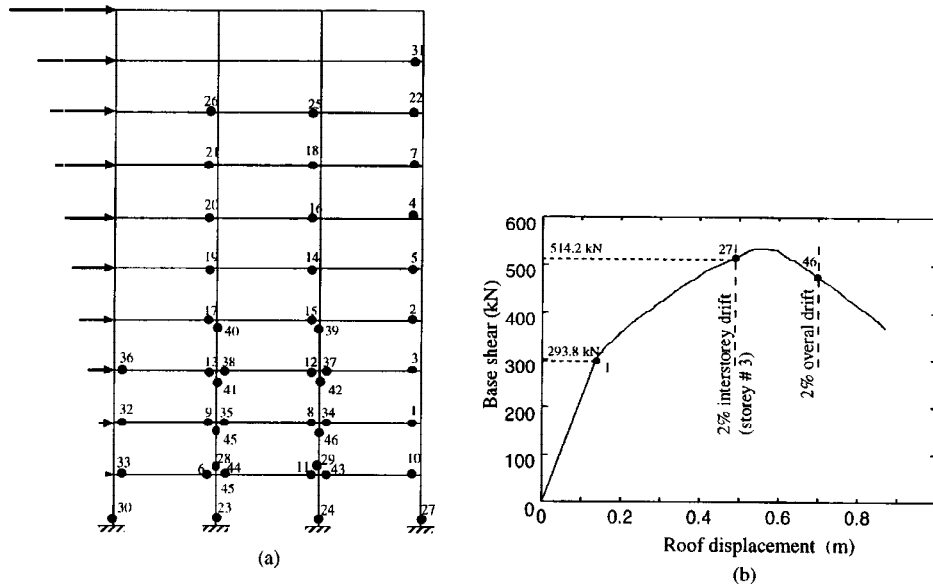 31
26 25 22
21 18 7
20 16 4
19 14 5
17 15 2
40 39
36 13 38 12 37 3
41 42
32 9 35 8 34 1
45 46
28 29
33 6 44 11 43 10
45
30 23 24 27
(a)
600
500
400
300
200
100
0
Base shear (kN)
514.2 kN
293.8 kN
1
27
46
2% interstorey drift
(storey # 3)
2% overal drift
0 0.2 0.4 0.6 0.8
Roof displacement (m)
(b)